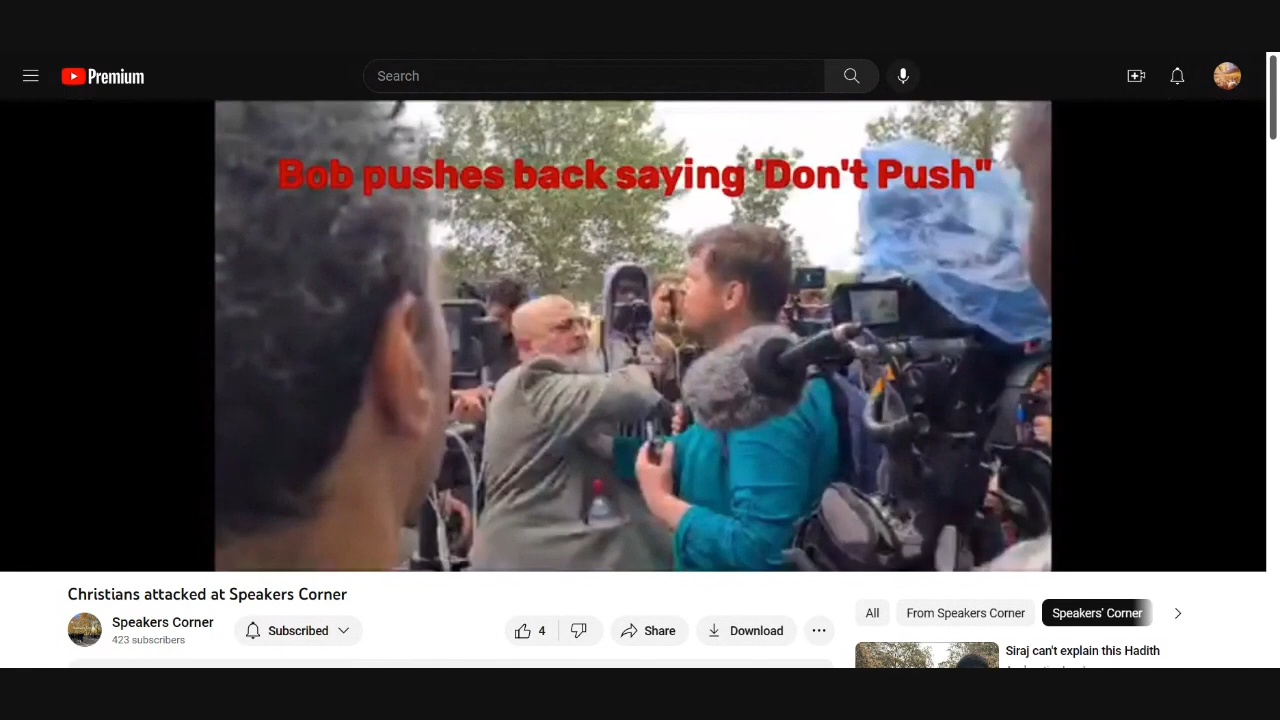 Premium
Search
Bob pushes back saying 'Don't Push"
Christians attacked at Speakers Corner
Speakers Corner
423 subscribers
Subscribed
4
Share
Download
All
From Speakers Corner
Speakers' Corner
Siraj can't explain this Hadith